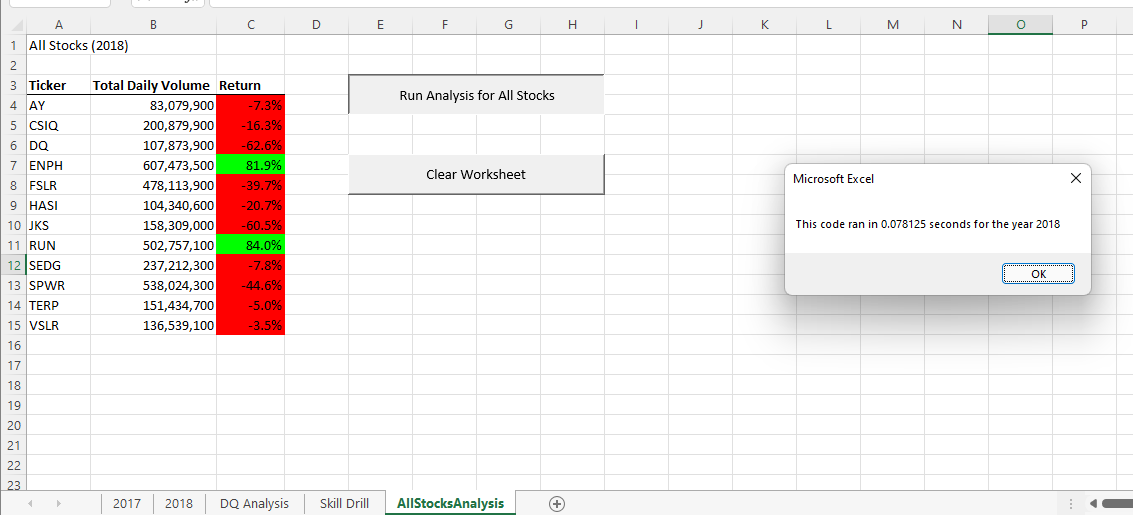 A B C D E F G H I J K L M N O P
1 All Stocks (2018)
2
3 Ticker Total Daily Volume Return
4 AY 83,079,900 -7.3%
5 CSIQ 200,879,900 -16.3%
6 DQ 107,873,900 -62.6%
7 ENPH 607,473,500 81.9%
8 FSLR 478,113,900 -39.7%
9 HASI 104,340,600 -20.7%
10 JKS 158,309,000 -60.5%
11 RUN 502,757,100 84.0%
12 SEDG 237,212,300 -7.8%
13 SPWR 538,024,300 -44.6%
14 TERP 151,434,700 -5.0%
15 VSLR 136,539,100 -3.5%
16
17
18
19
20
21
22
23
Run Analysis for All Stocks
Clear Worksheet
Microsoft Excel
This code ran in 0.078125 seconds for the year 2018
OK
2017 2018 DQ Analysis Skill Drill AllStocksAnalysis